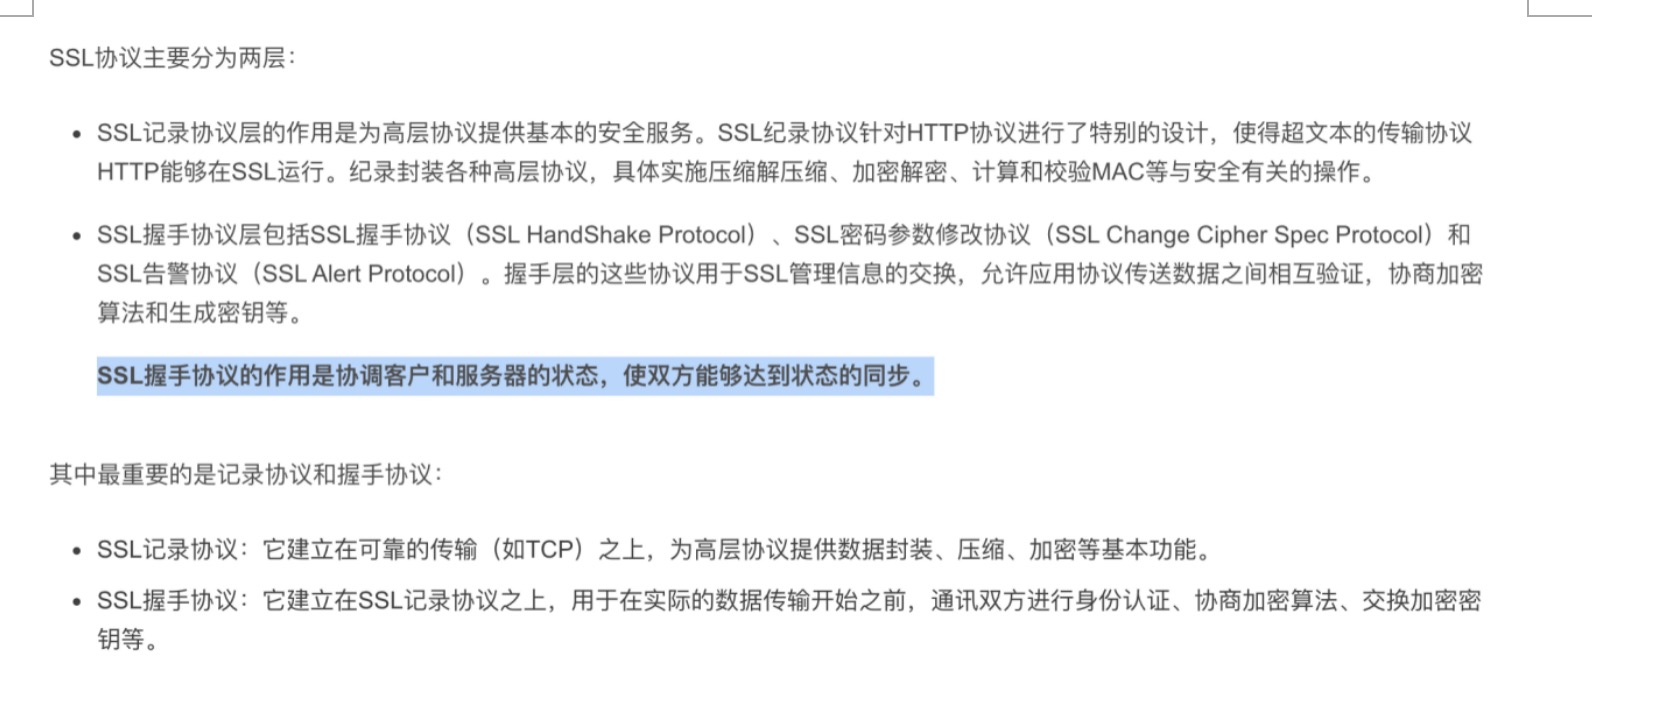 SSL协议主要分为两层：
• SSL记录协议层的作用是为高层协议提供基本的安全服务。SSL纪录协议针对HTTP协议进行了特别的设计，使得超文本的传输协议
HTTP能够在SSL运行。纪录封装各种高层协议，具体实施压缩解压缩、加密解密、计算和校验MAC等与安全有关的操作。
• SSL握手协议层包括SSL握手协议（SSL HandShake Protocol）、SSL密码参数修改协议（SSL Change Cipher Spec Protocol）和
SSL告警协议（SSL Alert Protocol）。握手层的这些协议用于SSL管理信息的交换，允许应用协议传送数据之间相互验证，协商加密
算法和生成密钥等。
SSL握手协议的作用是协调客户和服务器的状态，使双方能够达到状态的同步。
其中最重要的是记录协议和握手协议：
• SSL记录协议：它建立在可靠的传输（如TCP）之上，为高层协议提供数据封装、压缩、加密等基本功能。
• SSL握手协议：它建立在SSL记录协议之上，用于在实际的数据传输开始之前，通讯双方进行身份认证、协商加密算法、交换加密密
钥等。